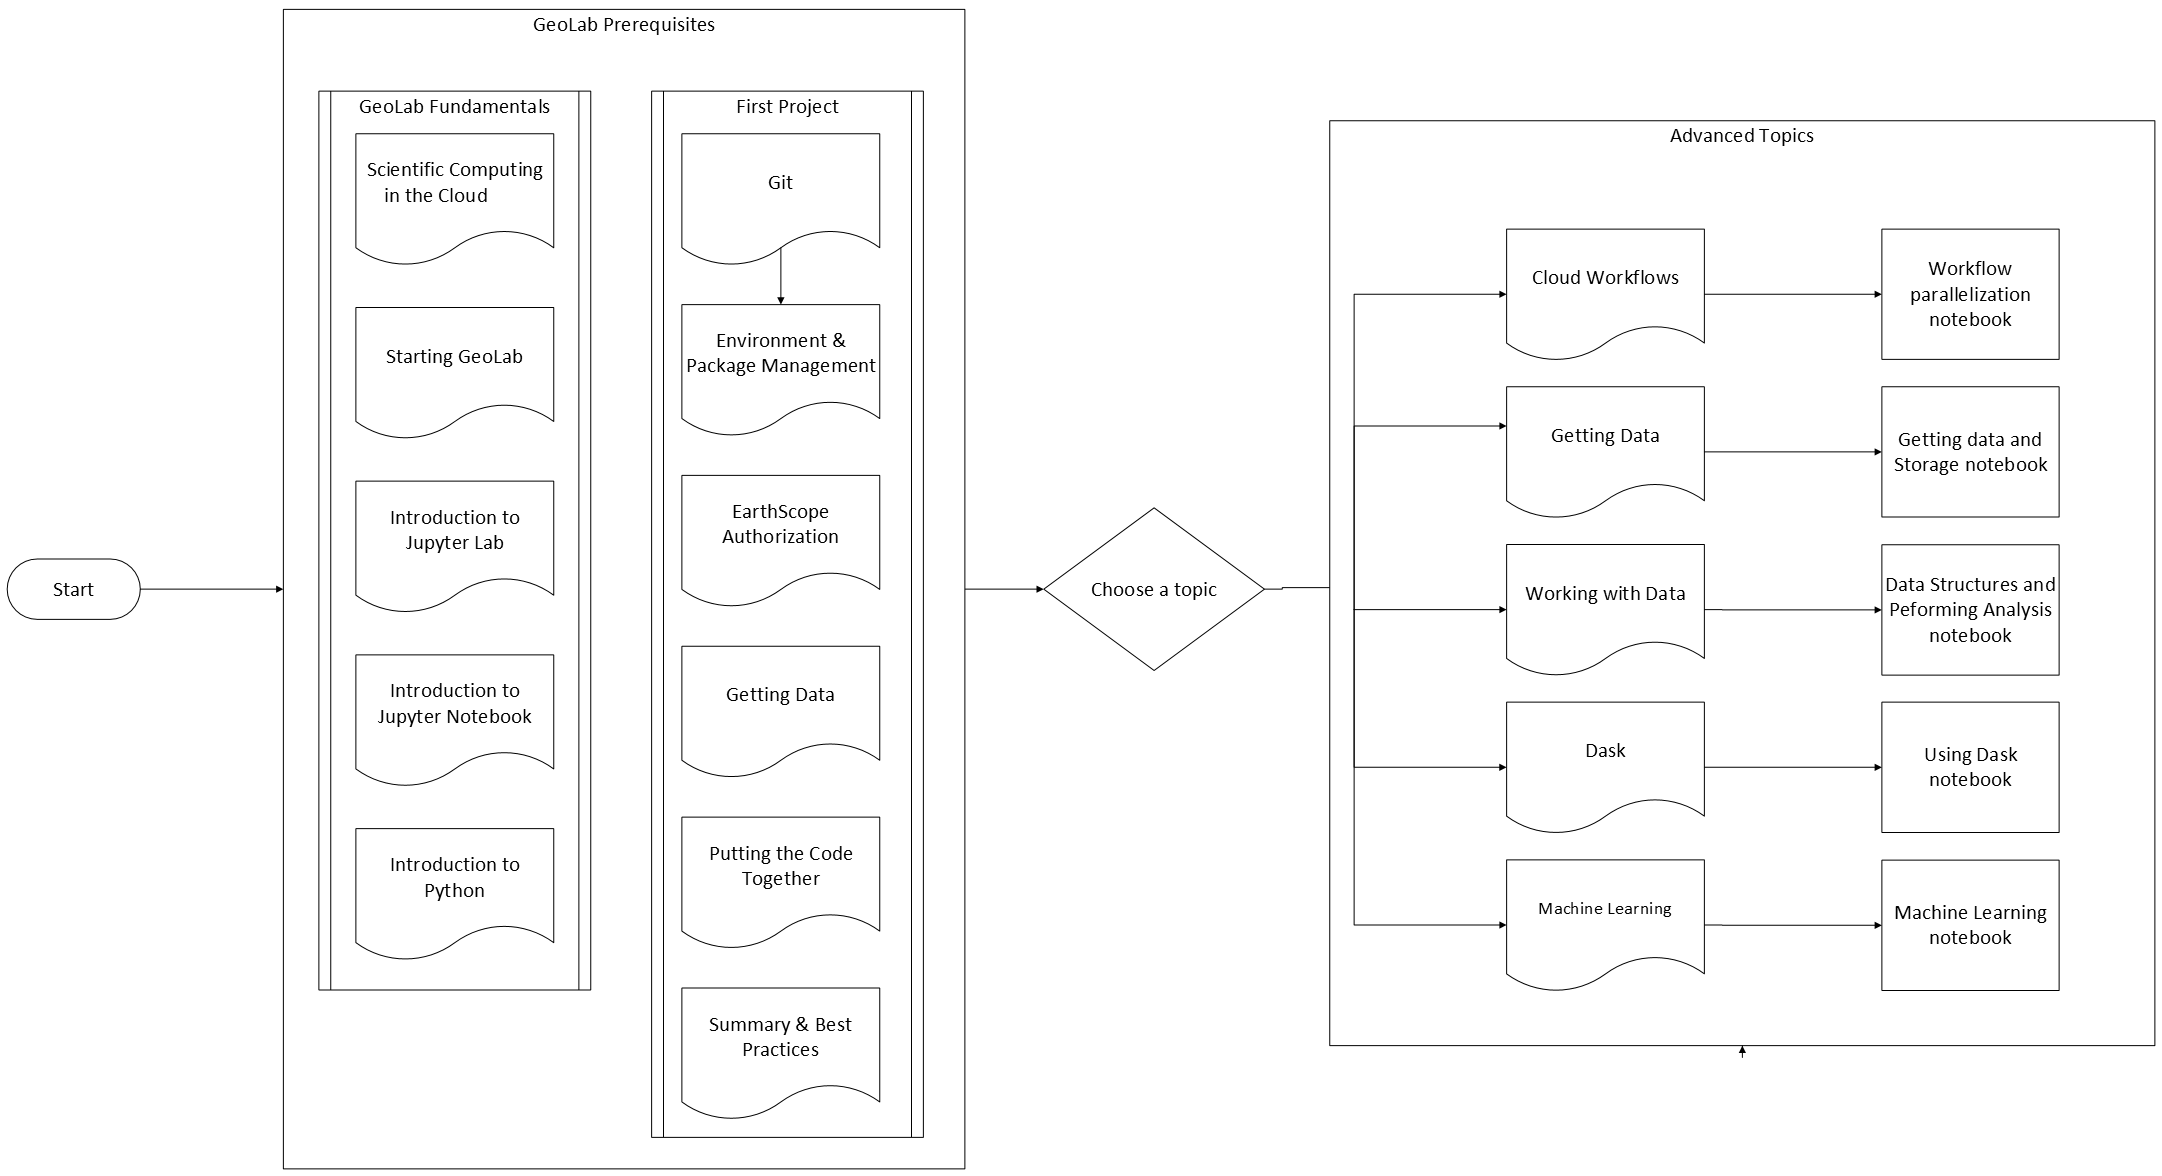 Start
GeoLab Prerequisites
GeoLab Fundamentals
Scientific Computing
in the Cloud
Starting GeoLab
Introduction to
Jupyter Lab
Introduction to
Jupyter Notebook
Introduction to
Python
First Project
Git
Environment &
Package Management
EarthScope
Authorization
Getting Data
Putting the Code
Together
Summary & Best
Practices
Choose a topic
Advanced Topics
Cloud Workflows
Workflow
parallelization
notebook
Getting Data
Getting data and
Storage notebook
Working with Data
Data Structures and
Peforming Analysis
notebook
Dask
Using Dask
notebook
Machine Learning
Machine Learning
notebook